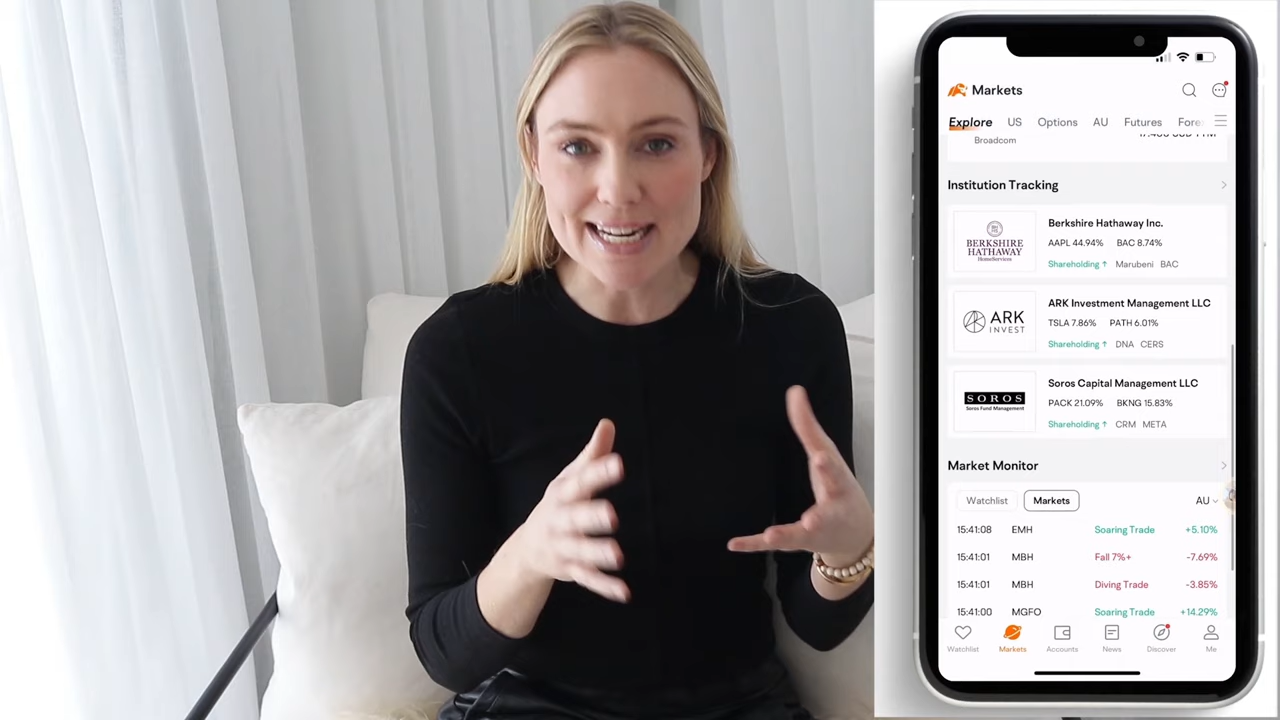 Markets
Explore US Options AU Futures Fore
Broadcom
Institution Tracking
BERKSHIRE
HATHAWAY
HomeServices
Berkshire Hathaway Inc.
AAPL 44.94% BAC 8.74%
Shareholding ↑ Marubeni BAC
ARK
INVEST
ARK Investment Management LLC
TSLA 7.86% PATH 6.01%
Shareholding ↑ DNA CERS
SOROS
Soros Fund Management
Soros Capital Management LLC
PACK 21.09% BKNG 15.83%
Shareholding ↑ CRM META
Market Monitor
Watchlist Markets AU
15:41:08 EMH Soaring Trade +5.10%
15:41:01 MBH Fall 7%+ -7.69%
15:41:01 MBH Diving Trade -3.85%
15:41:00 MGFO Soaring Trade +14.29%
Watchlist Markets Accounts News Discover Me